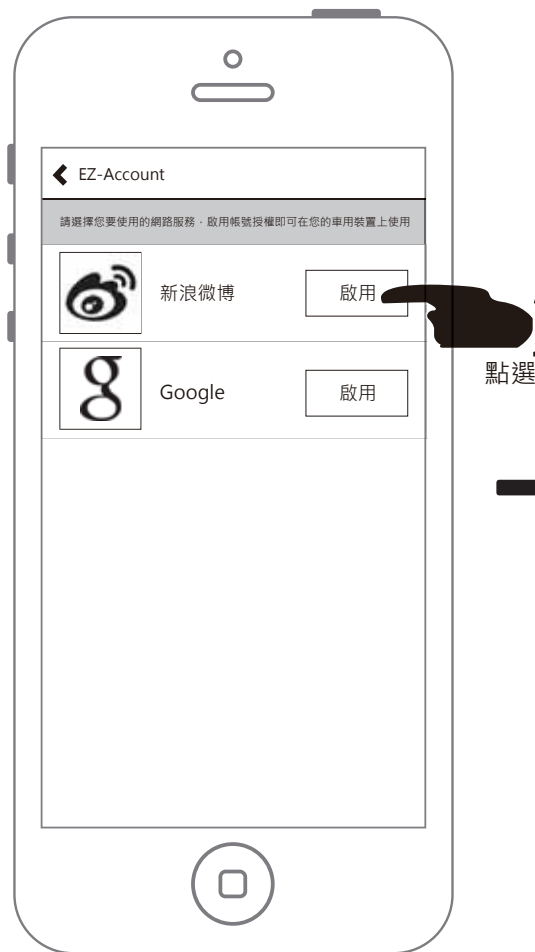 EZ-Account
請選擇您要使用的網路服務，啟用帳號授權即可在您的車用裝置上使用
新浪微博
啟用
Google
啟用
點選